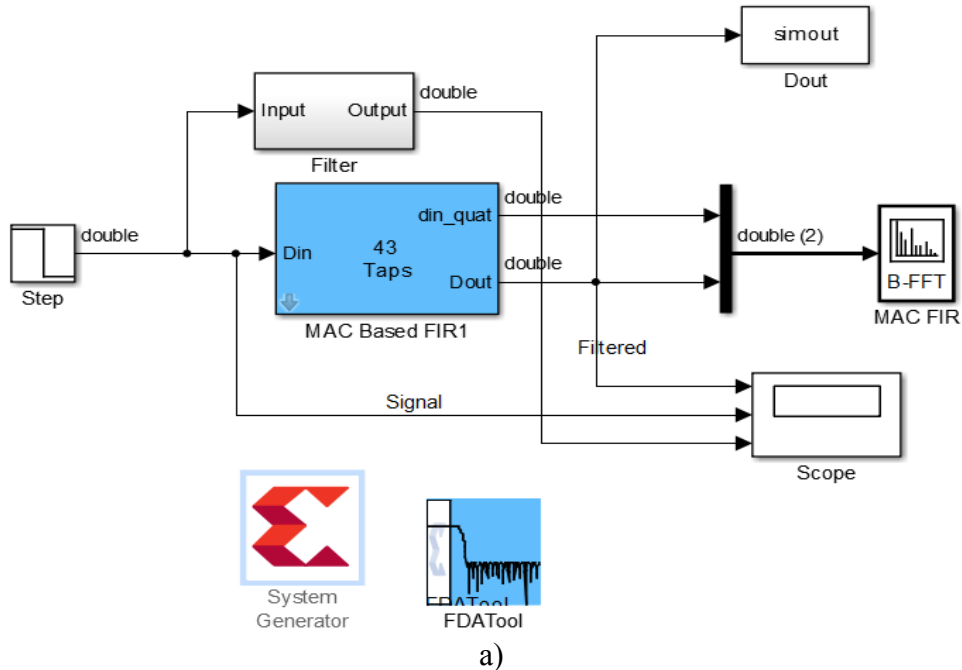 simout
Dout
double
Input Output
Filter
double
din_quat
double
double (2)
Din
43
Taps
double
Dout
Step
B-FFT
MAC FIR
MAC Based FIR1
Filtered
Signal
Scope
System
Generator
FDATool
FDATool
a)